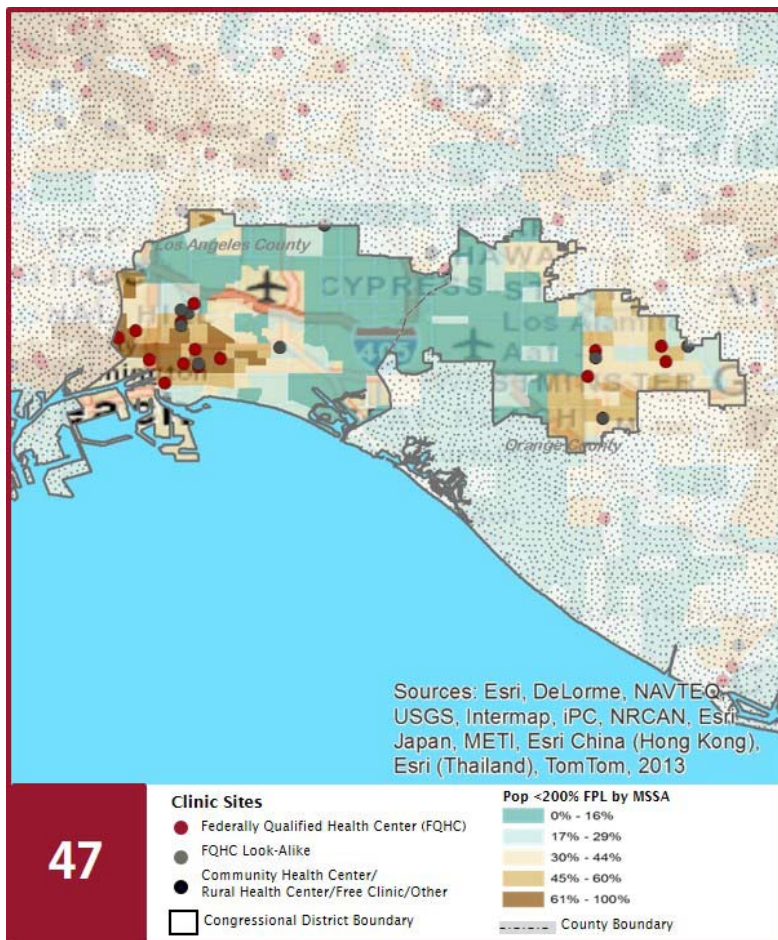 Los Angeles County
HAWA
CYPRESS
Los Alamitos
405
Orange County
Sources: Esri, DeLorme, NAVTEQ,
USGS, Intermap, iPC, NRCAN, Esri
Japan, METI, Esri China (Hong Kong),
Esri (Thailand), TomTom, 2013
47
Clinic Sites
Federally Qualified Health Center (FQHC)
FQHC Look-Alike
Community Health Center/
Rural Health Center/Free Clinic/Other
Congressional District Boundary
Pop <200% FPL by MSSA
0% - 16%
17% - 29%
30% - 44%
45% - 60%
61% - 100%
County Boundary